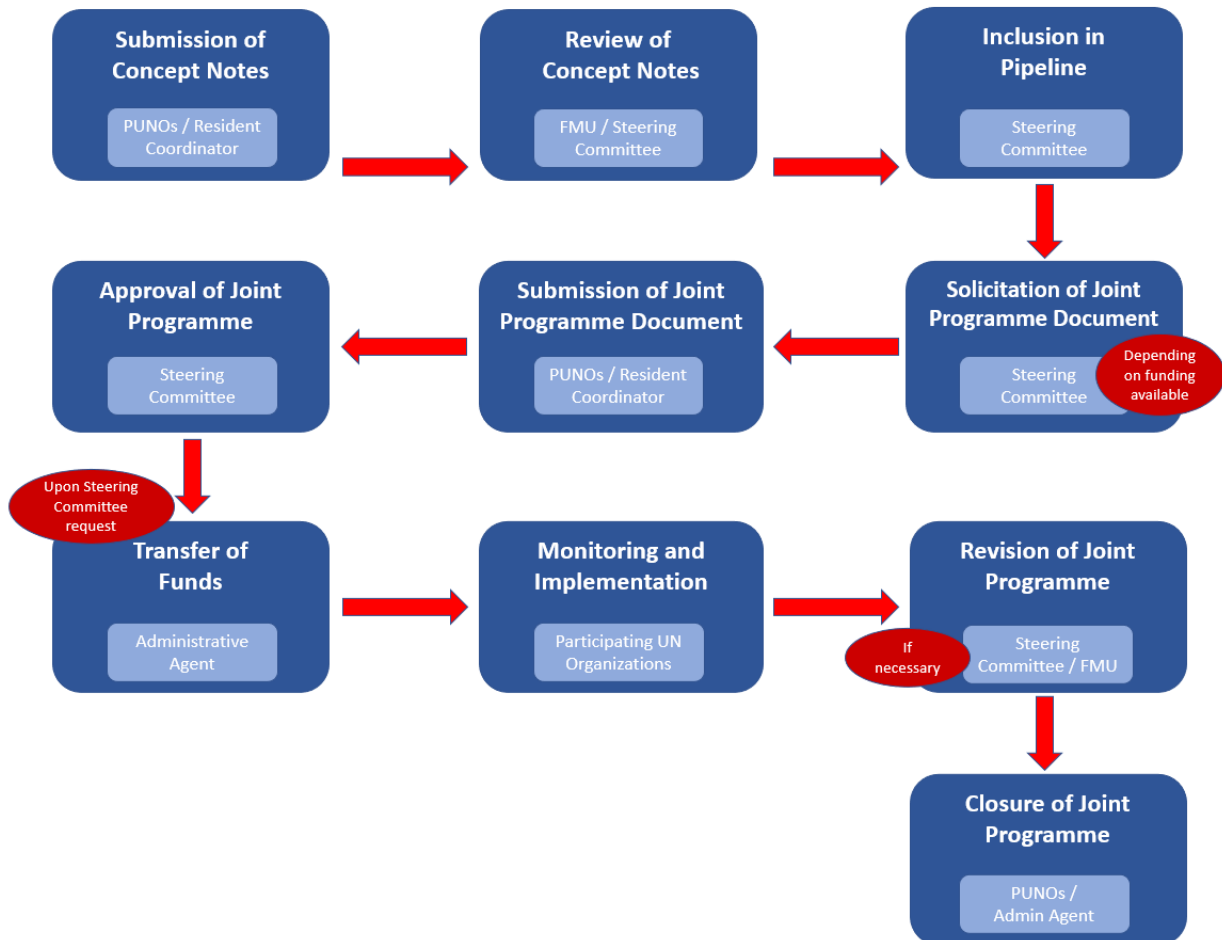 Submission of
Concept Notes
PUNOs / Resident
Coordinator
Review of
Concept Notes
FMU / Steering
Committee
Inclusion in
Pipeline
Steering
Committee
Solicitation of Joint
Programme Document
Steering
Committee
Depending
on funding
available
Submission of Joint
Programme Document
PUNOs / Resident
Coordinator
Approval of Joint
Programme
Steering
Committee
Upon Steering
Committee
request
Transfer of
Funds
Administrative
Agent
Monitoring and
Implementation
Participating UN
Organizations
Revision of Joint
Programme
If
necessary
Steering
Committee / FMU
Closure of Joint
Programme
PUNOs /
Admin Agent